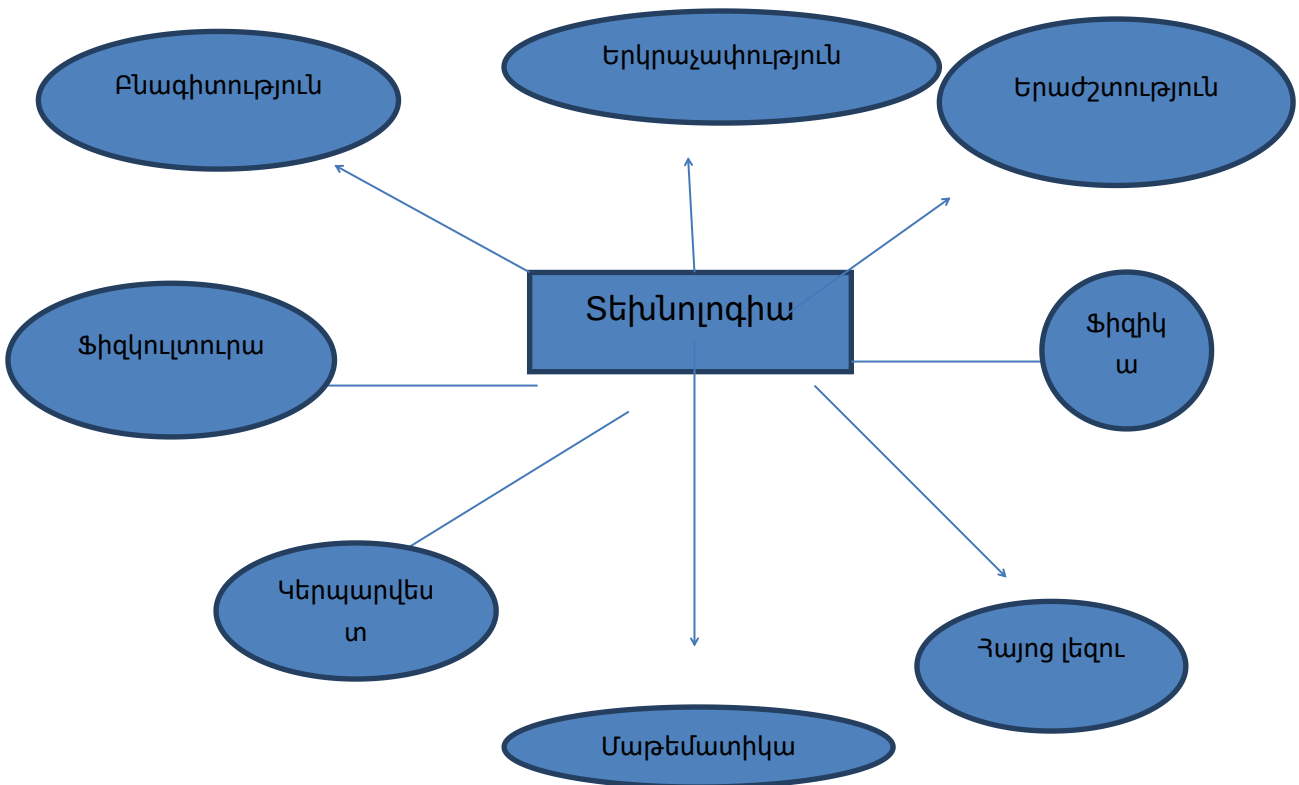 Բնագիտություն
Երկրաչափություն
Երաժշտություն
Տեխնոլոգիա
Ֆիզկուլտուրա
Ֆիզիկ
ա
Կերպարվես
տ
Հայոց լեզու
Մաթեմատիկա